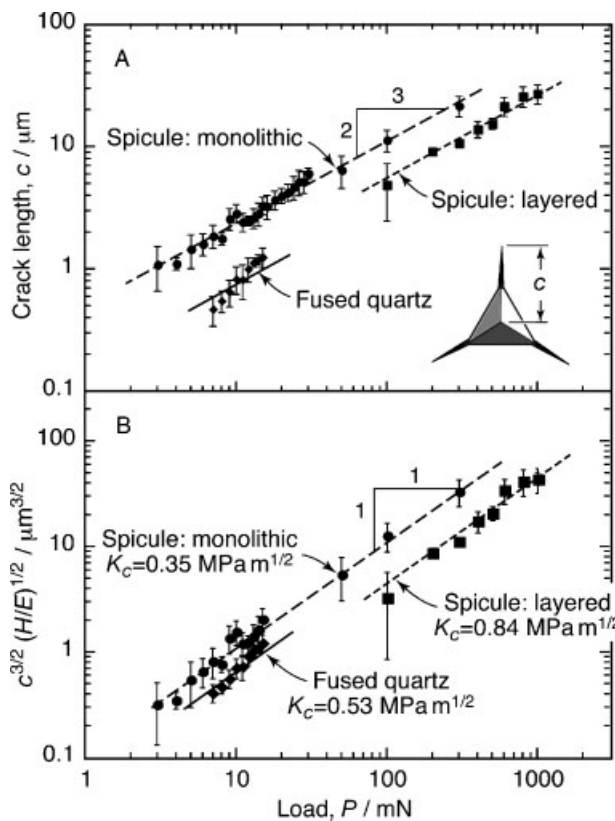 A
100
10
1
0.1
Crack length, c / μm
3
2
Spicule: monolithic
Spicule: layered
Fused quartz
c
B
100
10
1
0.1
c^{3/2} (H/E)^{1/2} / μm^{3/2}
1
1
Spicule: monolithic
K_c=0.35 MPa m^{1/2}
Spicule: layered
K_c=0.84 MPa m^{1/2}
Fused quartz
K_c=0.53 MPa m^{1/2}
1 10 100 1000
Load, P / mN